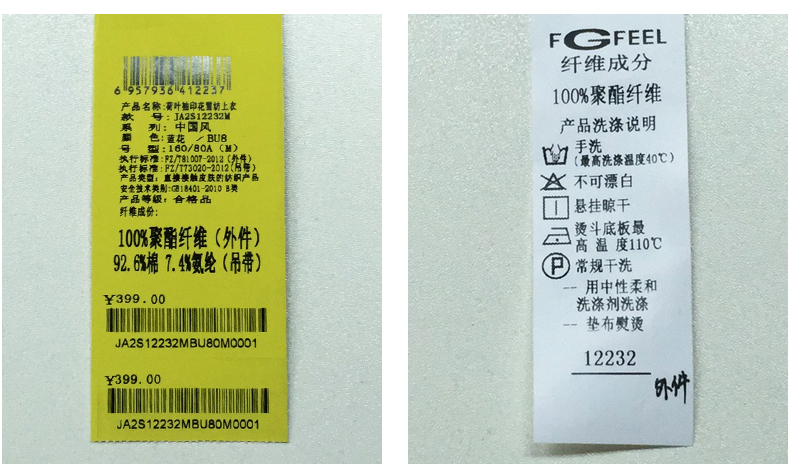 6 957936 412237
产品名称:荷叶袖印花雪纺上衣
款 号:JA2S12232M
系 列:中国风
颜 色:蓝花 /BU8
号 型:160/80A(M)
执行标准:FZ/T81007-2012(外件)
执行标准:FZ/T73020-2012(吊带)
产品类型:直接接触皮肤的纺织产品
安全技术类别:GB18401-2010 B类
产品等级:合格品
纤维成份:
100%聚酯纤维(外件)
92.6%棉 7.4%氨纶(吊带)
¥399.00
JA2S12232MBU80M0001
¥399.00
JA2S12232MBU80M0001
FGFEEL
纤维成分
100%聚酯纤维
产品洗涤说明
手洗
(最高洗涤温度40℃)
不可漂白
悬挂晾干
熨斗底板最
高 温 度110℃
P 常规干洗
-- 用中性柔和
洗涤剂洗涤
-- 垫布熨烫
12232
外件